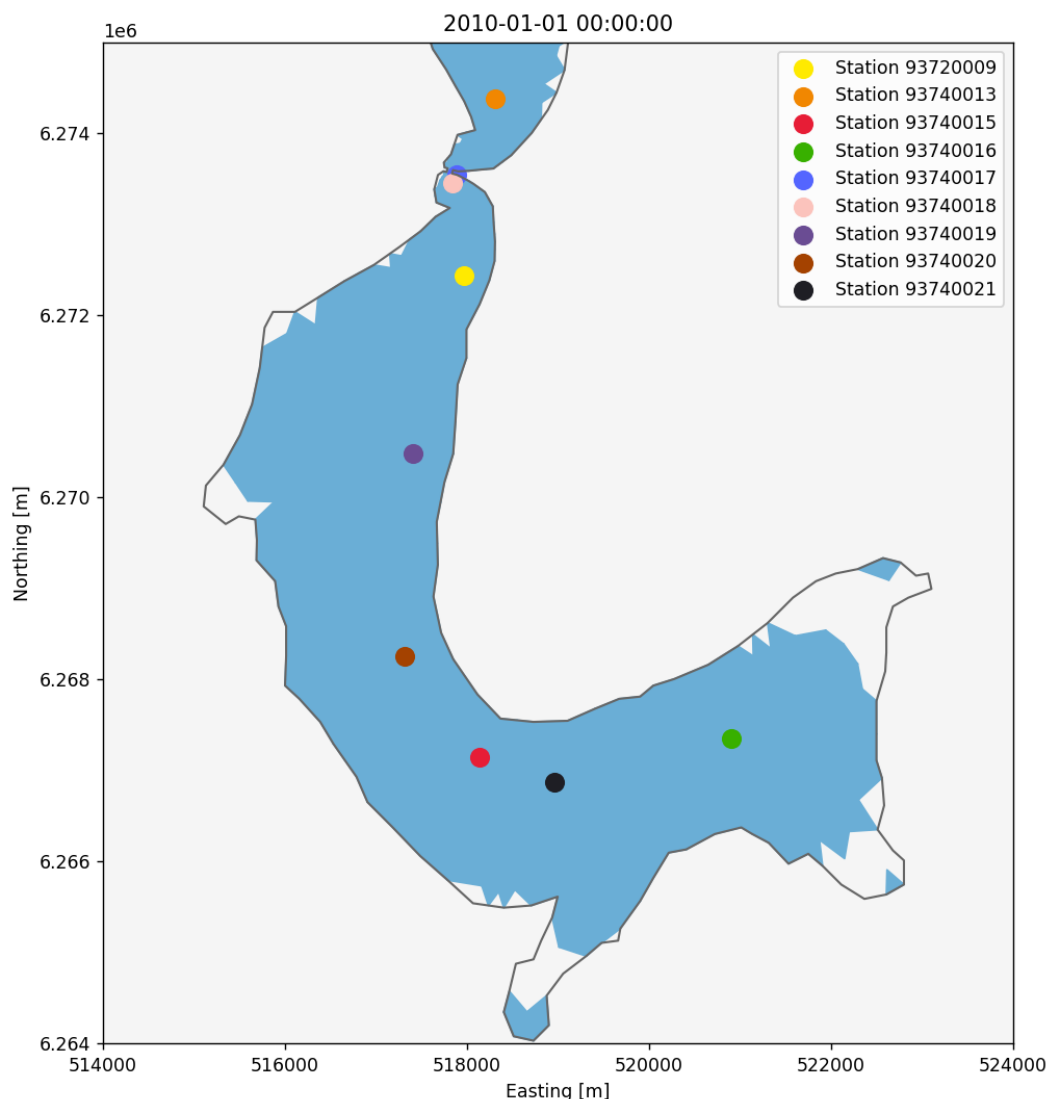 2010-01-01 00:00:00
1e6
Station 93720009
Station 93740013
Station 93740015
Station 93740016
Station 93740017
Station 93740018
Station 93740019
Station 93740020
Station 93740021
6.274
6.272
6.270
6.268
6.266
6.264
Northing [m]
514000 516000 518000 520000 522000 524000
Easting [m]